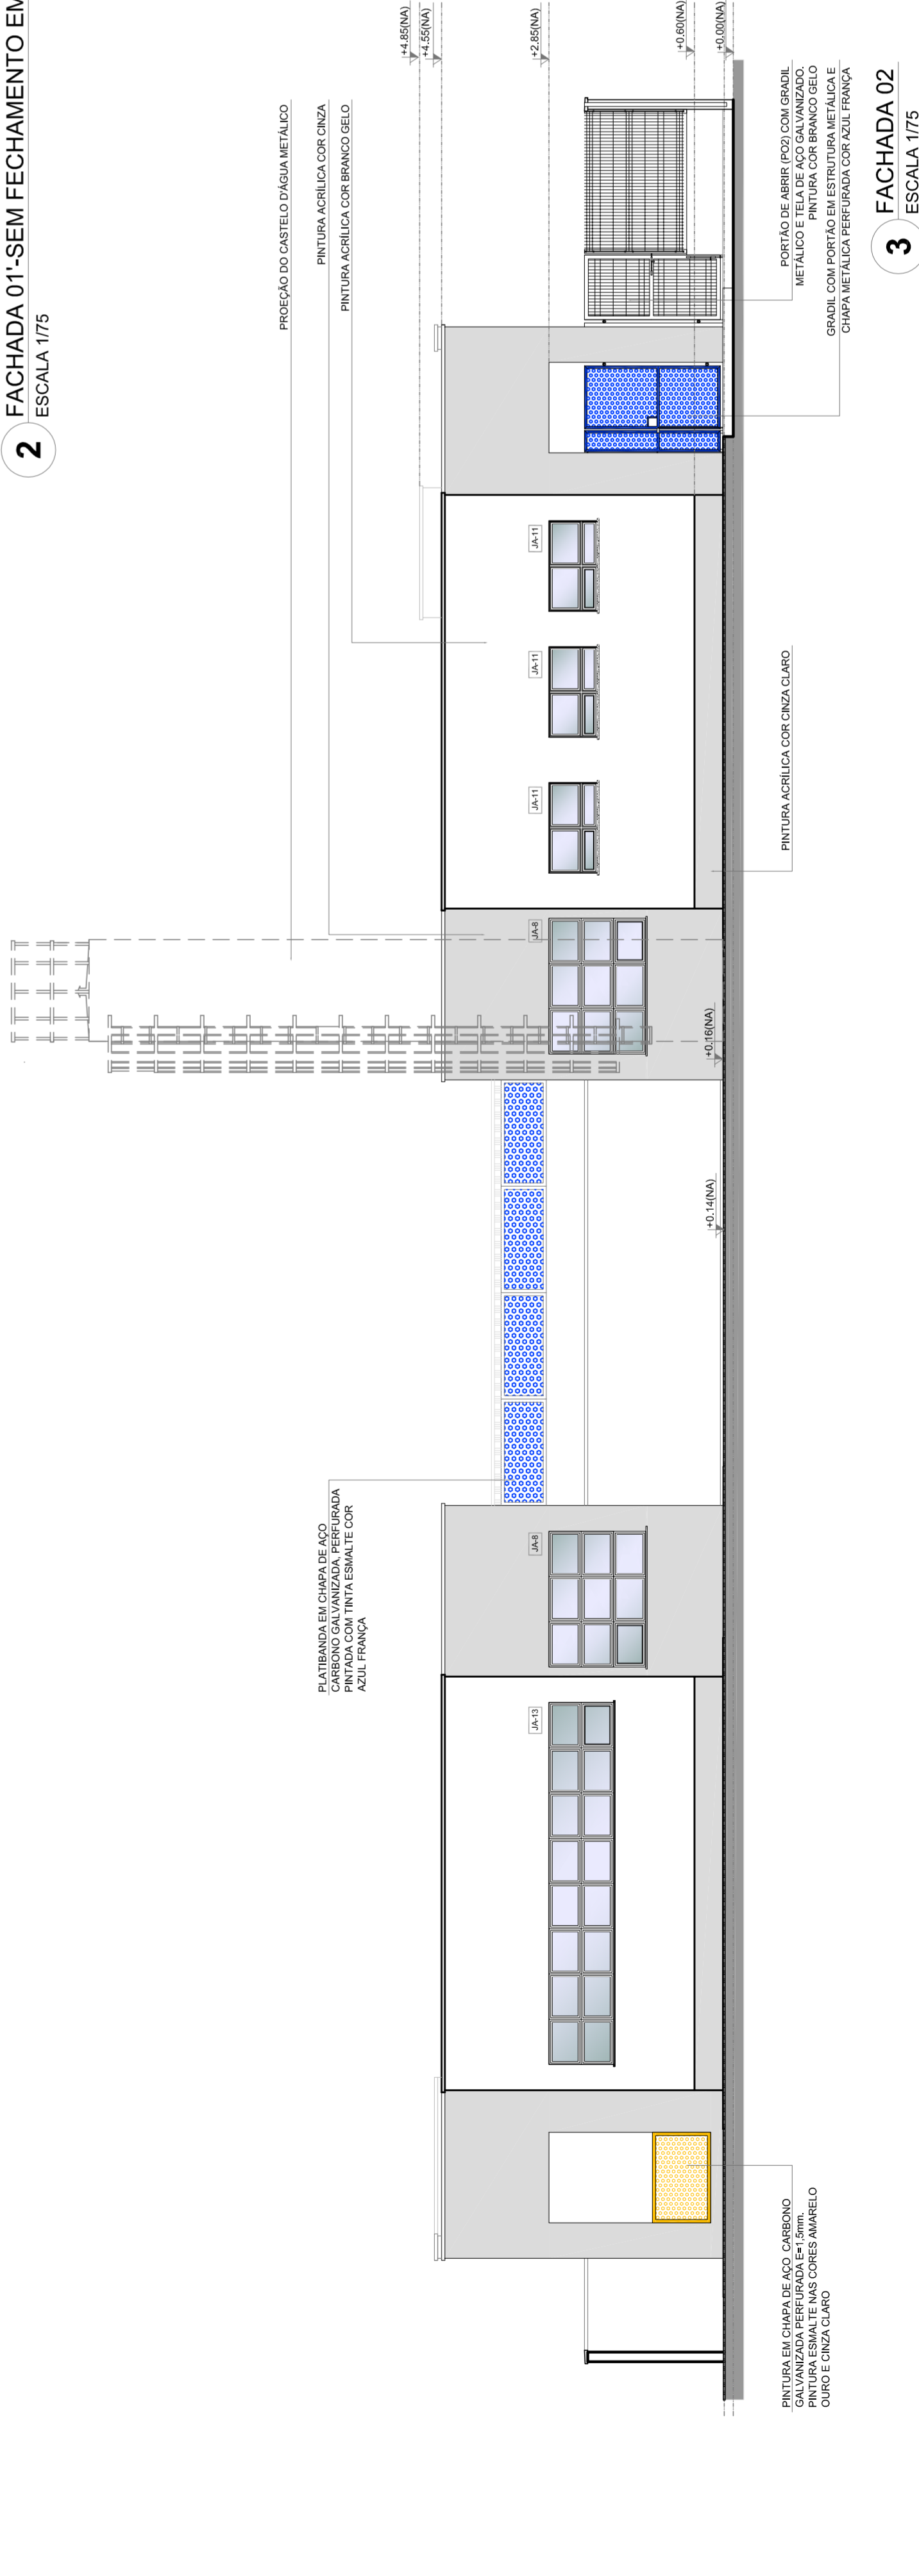 2
FACHADA 01'-SEM FECHAMENTO EM
ESCALA 1/75
PROEÇÃO DO CASTELO D'ÁGUA METÁLICO
PINTURA ACRÍLICA COR CINZA
PINTURA ACRÍLICA COR BRANCO GELO
PLATIBANDA EM CHAPA DE AÇO
CARBONO GALVANIZADA, PERFURADA
PINTADA COM TINTA ESMALTE COR
AZUL FRANÇA
+4.85(NA)
+4.55(NA)
+2.85(NA)
+0.60(NA)
+0.00(NA)
JA-13
JA-8
JA-8
JA-11
JA-11
JA-11
+0.14(NA)
+0.16(NA)
PINTURA EM CHAPA DE AÇO CARBONO
GALVANIZADA PERFURADA E=1,5mm.
PINTURA ESMALTE NAS CORES AMARELO
OURO E CINZA CLARO
PINTURA ACRÍLICA COR CINZA CLARO
PORTÃO DE ABRIR (PO2) COM GRADIL
METÁLICO E TELA DE AÇO GALVANIZADO.
PINTURA COR BRANCO GELO
GRADIL COM PORTÃO EM ESTRUTURA METÁLICA E
CHAPA METÁLICA PERFURADA COR AZUL FRANÇA
3
FACHADA 02
ESCALA 1/75